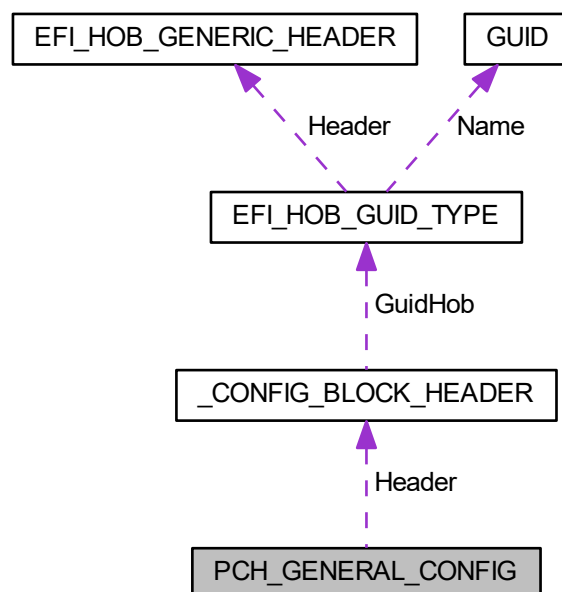 EFI_HOB_GENERIC_HEADER
GUID
Header
Name
EFI_HOB_GUID_TYPE
GuidHob
_CONFIG_BLOCK_HEADER
Header
PCH_GENERAL_CONFIG